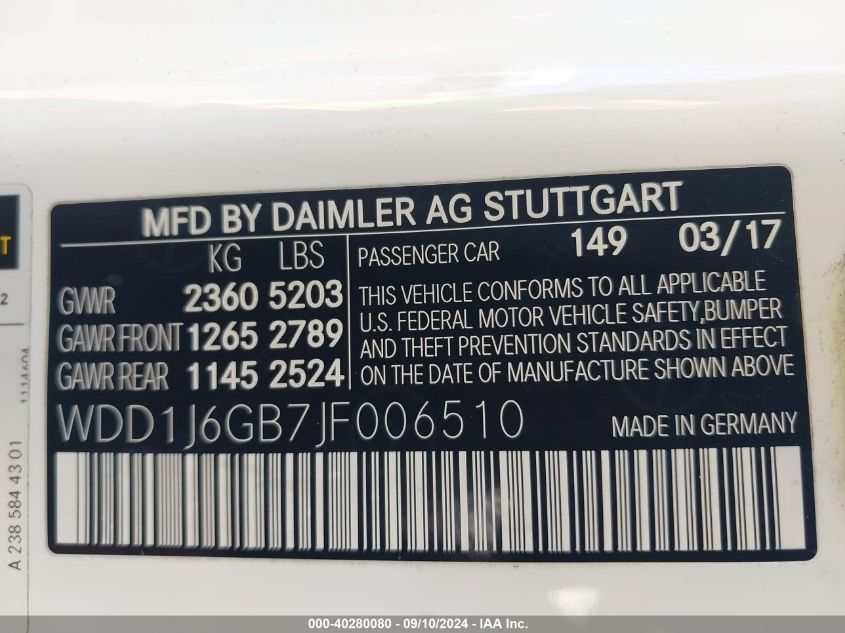 MFD BY DAIMLER AG STUTTGART
KG LBS
GVWR 2360 5203
GAWR FRONT 1265 2789
GAWR REAR 1145 2524
PASSENGER CAR 149 03/17
THIS VEHICLE CONFORMS TO ALL APPLICABLE
U.S. FEDERAL MOTOR VEHICLE SAFETY,BUMPER
AND THEFT PREVENTION STANDARDS IN EFFECT
ON THE DATE OF MANUFACTURE SHOWN ABOVE
WDD1J6GB7JF006510 MADE IN GERMANY
T
2
1114604
A 238 584 43 01
000-40280080 - 09/10/2024 - IAA Inc.